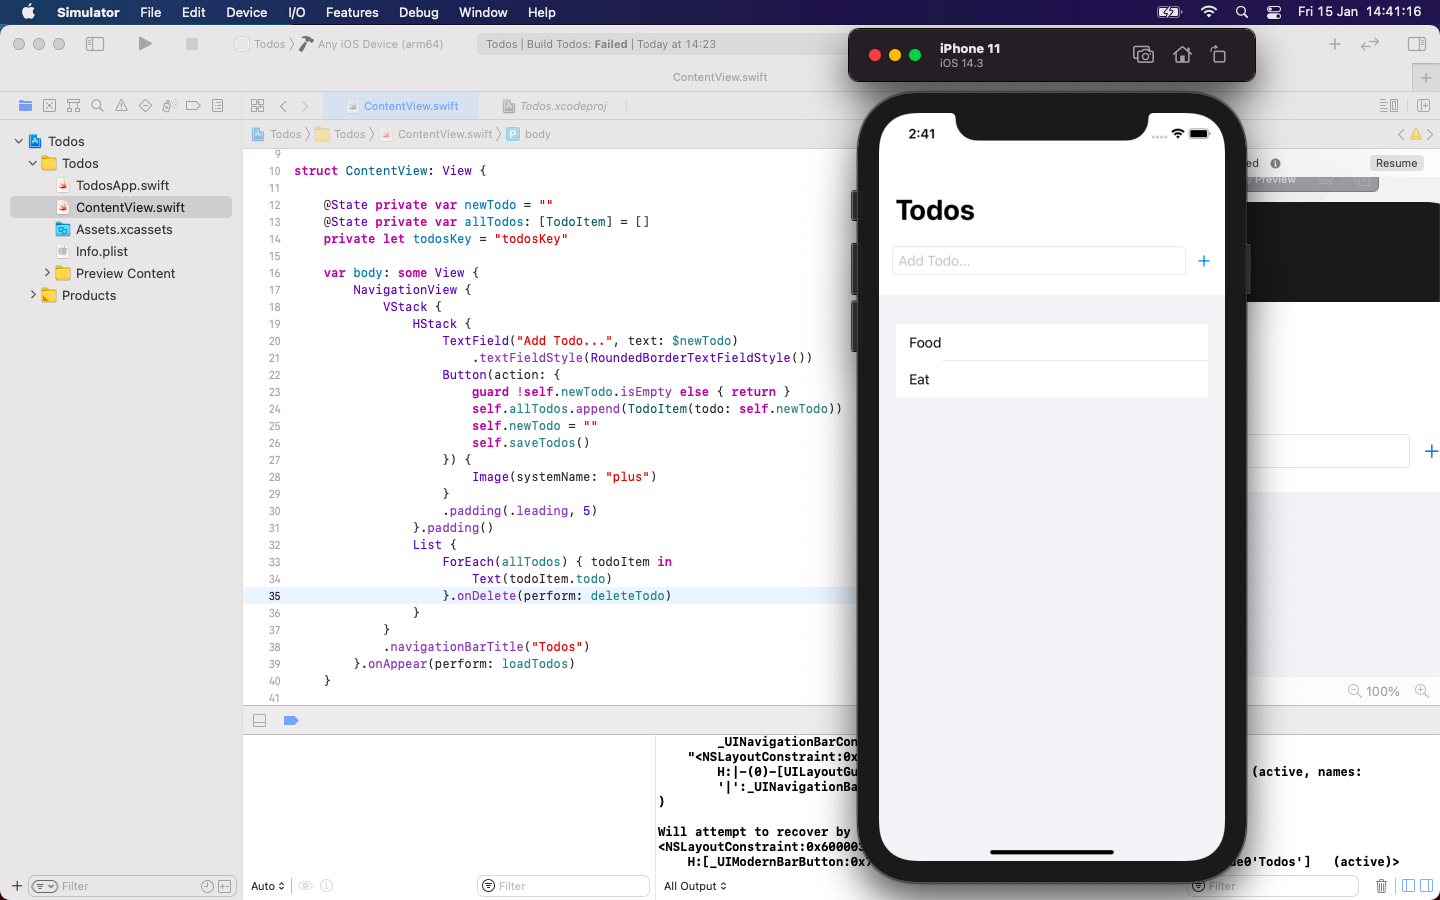 Simulator File Edit Device I/O Features Debug Window Help Fri 15 Jan 14:41:16
Todos Any iOS Device (arm64) Todos | Build Todos: Failed | Today at 14:23
iPhone 11
iOS 14.3
ContentView.swift
ContentView.swift Todos.xcodeproj
Todos Todos ContentView.swift P body
Todos
Todos
TodosApp.swift
ContentView.swift
Assets.xcassets
Info.plist
Preview Content
Products
9
10 struct ContentView: View {
11
12 @State private var newTodo = ""
13 @State private var allTodos: [TodoItem] = []
14 private let todosKey = "todosKey"
15
16 var body: some View {
17 NavigationView {
18 VStack {
19 HStack {
20 TextField("Add Todo...", text: $newTodo)
21 .textFieldStyle(RoundedBorderTextFieldStyle())
22 Button(action: {
23 guard !self.newTodo.isEmpty else { return }
24 self.allTodos.append(TodoItem(todo: self.newTodo))
25 self.newTodo = ""
26 self.saveTodos()
27 }) {
28 Image(systemName: "plus")
29 }
30 .padding(.leading, 5)
31 }.padding()
32 List {
33 ForEach(allTodos) { todoItem in
34 Text(todoItem.todo)
35 }.onDelete(perform: deleteTodo)
36 }
37 }
38 .navigationBarTitle("Todos")
39 }.onAppear(perform: loadTodos)
40 }
41
2:41
Todos
Add Todo...
Food
Eat
ed Resume
Preview
100%
_UINavigationBarCon
"<NSLayoutConstraint:0x
H:|-(0)-[UILayoutGu (active, names:
'|':_UINavigationBa
)
Will attempt to recover by
<NSLayoutConstraint:0x60000
H:[_UIModernBarButton:0x 'Todos'] (active)>
Filter
Auto
Filter
All Output
Filter